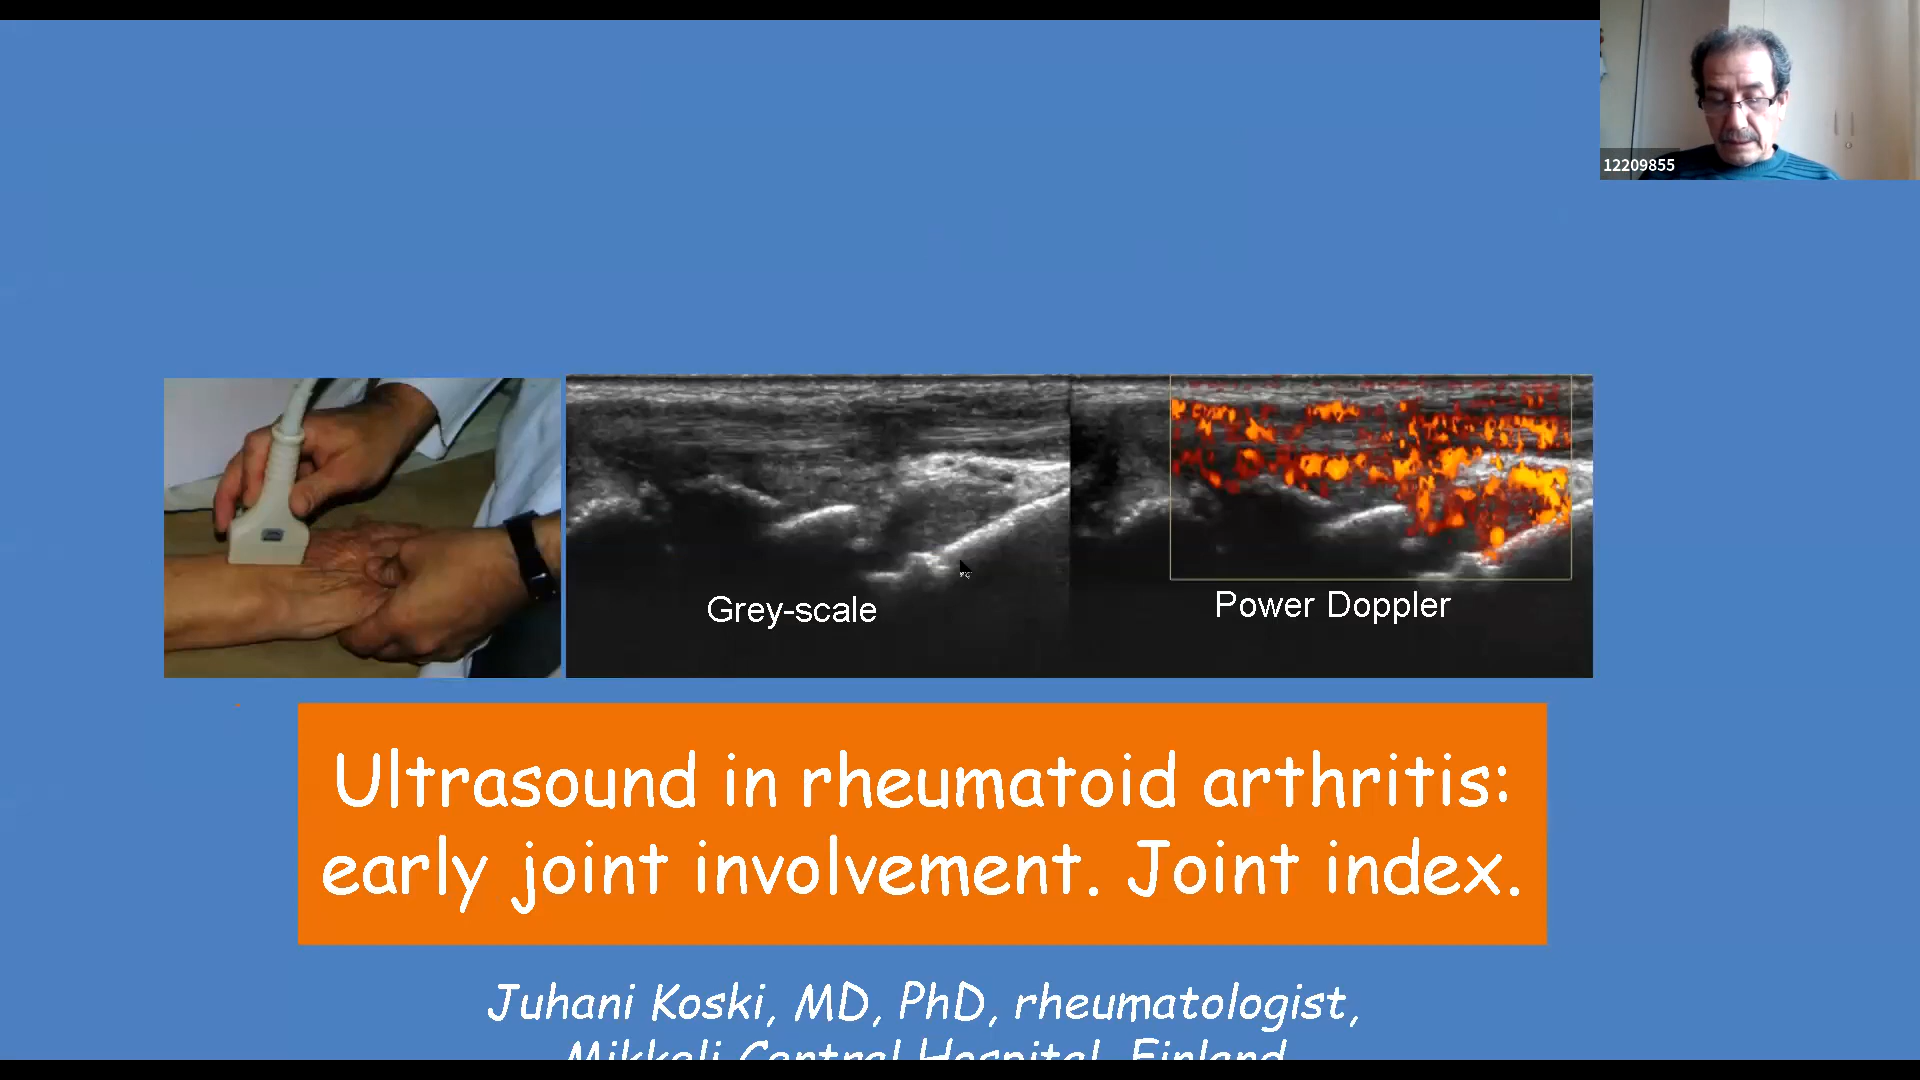 12209855
Grey-scale
Power Doppler
Ultrasound in rheumatoid arthritis:
early joint involvement. Joint index.
Juhani Koski, MD, PhD, rheumatologist,
Mikkeli Central Hospital, Finland